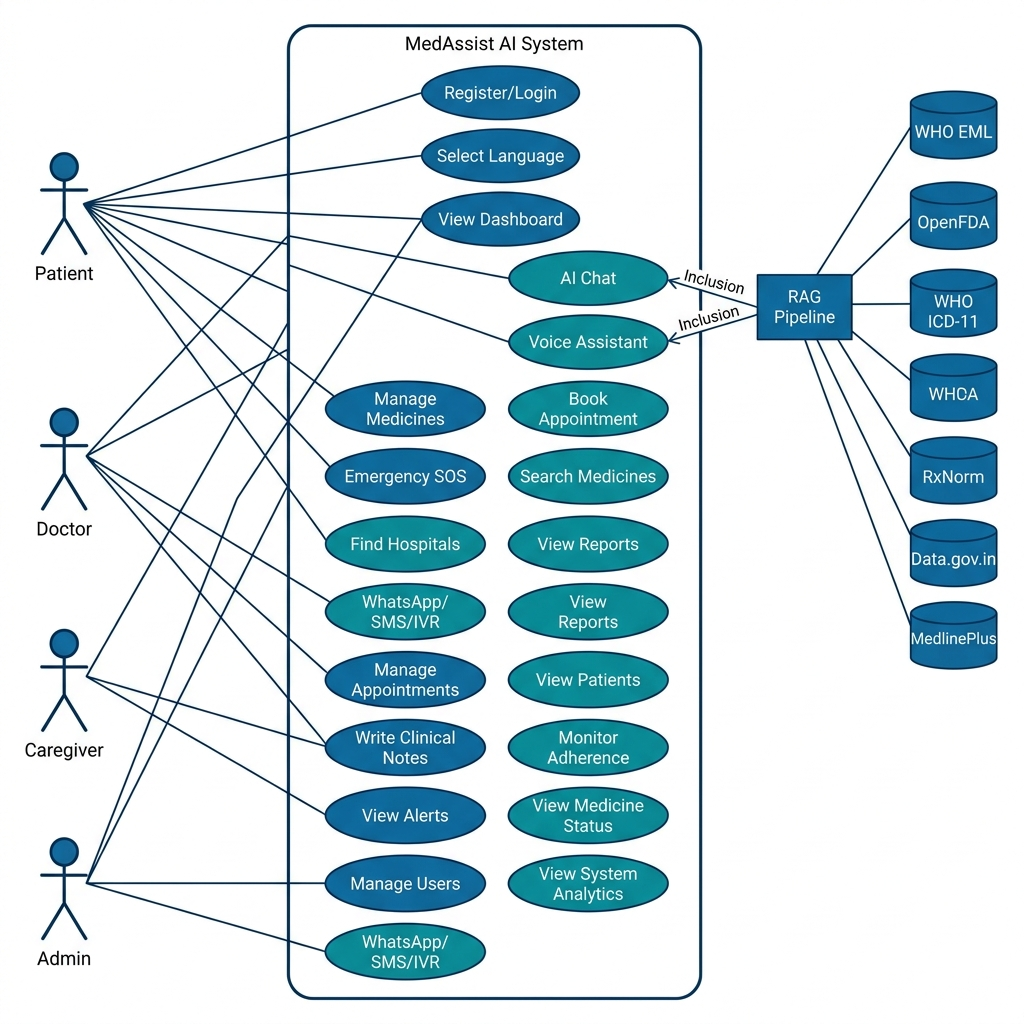 MedAssist AI System
Register/Login
Select Language
View Dashboard
AI Chat
Voice Assistant
Manage
Medicines
Book
Appointment
Emergency SOS
Search Medicines
Find Hospitals
View Reports
WhatsApp/
SMS/IVR
View
Reports
Manage
Appointments
View Patients
Write Clinical
Notes
Monitor
Adherence
View Alerts
View Medicine
Status
Manage Users
View System
Analytics
WhatsApp/
SMS/IVR
Patient
Doctor
Caregiver
Admin
Inclusion
Inclusion
RAG
Pipeline
WHO EML
OpenFDA
WHO
ICD-11
WHCA
RxNorm
Data.gov.in
MedlinePlus